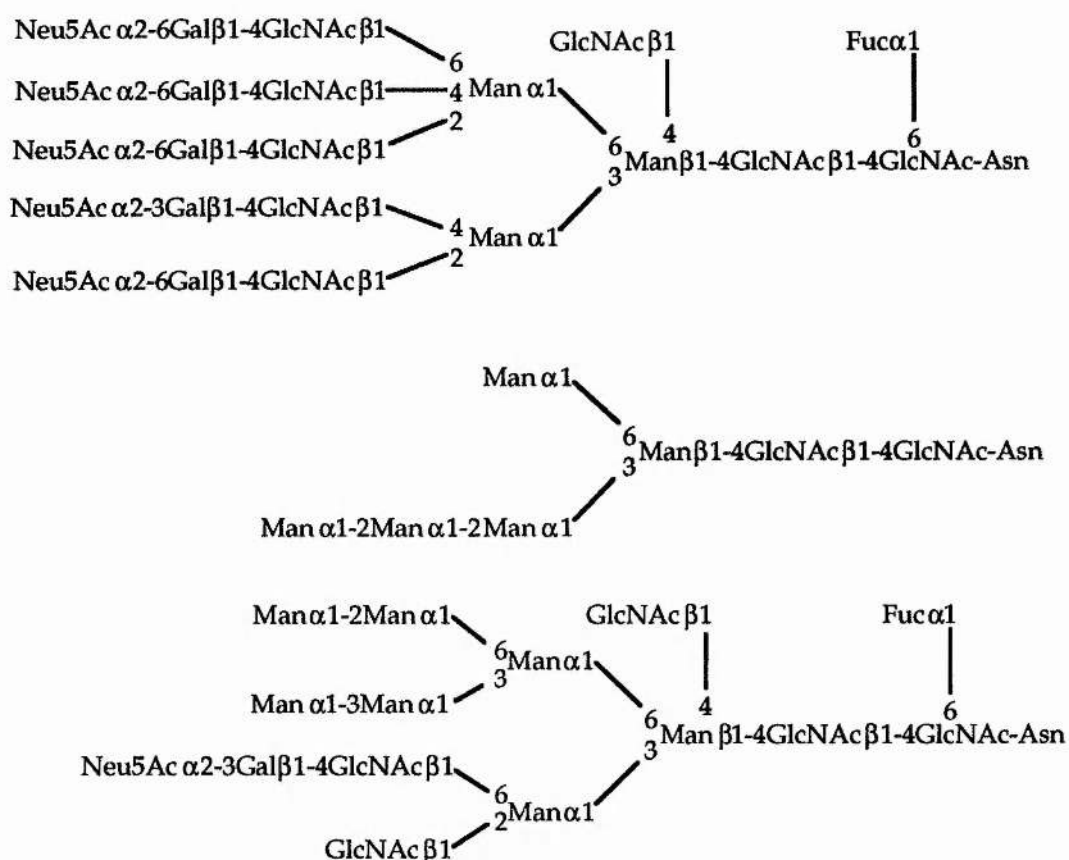 Neu5Ac α2-6Galβ1-4GlcNAcβ1
GlcNAcβ1 Fucα1
6
Neu5Ac α2-6Galβ1-4GlcNAcβ1 4 Man α1
2 6 4 6
Neu5Ac α2-6Galβ1-4GlcNAcβ1 Manβ1-4GlcNAcβ1-4GlcNAc-Asn
3
Neu5Ac α2-3Galβ1-4GlcNAcβ1
4 Man α1
2
Neu5Ac α2-6Galβ1-4GlcNAcβ1
Man α1
6
Manβ1-4GlcNAcβ1-4GlcNAc-Asn
3
Man α1-2Man α1-2Man α1
Manα1-2Manα1 GlcNAcβ1 Fucα1
6 Manα1
3
Man α1-3Man α1 6 4 6
Man β1-4GlcNAcβ1-4GlcNAc-Asn
3
Neu5Ac α2-3Galβ1-4GlcNAcβ1
6 Manα1
2
GlcNAcβ1